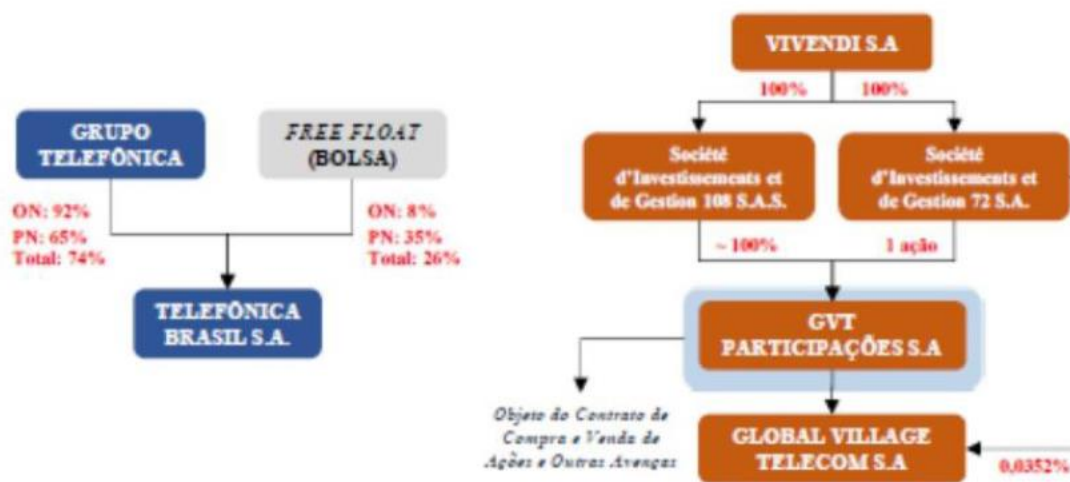 GRUPO
TELEFÔNICA
FREE FLOAT
(BOLSA)
ON: 92%
PN: 65%
Total: 74%
ON: 8%
PN: 35%
Total: 26%
TELEFÔNICA
BRASIL S.A.
VIVENDI S.A
100%
100%
Société
d'Investissements et
de Gestion 108 S.A.S.
Société
d'Investissements et
de Gestion 72 S.A.
~ 100%
1 ação
GVT
PARTICIPAÇÕES S.A
Objeto do Contrato de
Compra e Venda de
Ações e Outras Avenças
GLOBAL VILLAGE
TELECOM S.A
0,0352%